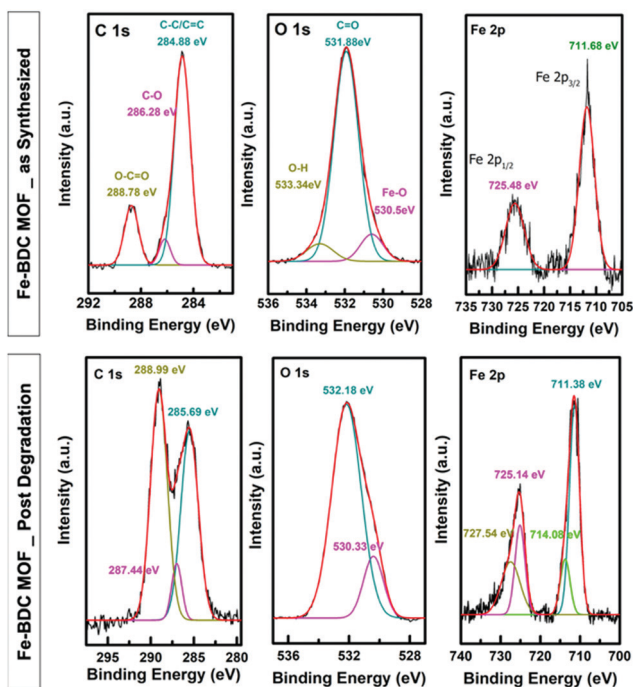 Fe-BDC MOF _ as Synthesized
C 1s
C-C/C=C
284.88 eV
C-O
286.28 eV
O-C=O
288.78 eV
Intensity (a.u.)
292 288 284
Binding Energy (eV)
O 1s
C=O
531.88eV
O-H
533.34eV
Fe-O
530.5eV
Intensity (a.u.)
536 534 532 530 528
Binding Energy (eV)
Fe 2p
711.68 eV
Fe 2p3/2
Fe 2p1/2
725.48 eV
Intensity (a.u.)
735 730 725 720 715 710 705
Binding Energy (eV)
Fe-BDC MOF _ Post Degradation
C 1s
288.99 eV
285.69 eV
287.44 eV
Intensity (a.u.)
295 290 285 280
Binding Energy (eV)
O 1s
532.18 eV
530.33 eV
Intensity (a.u.)
536 533 530 527
Binding Energy (eV)
Fe 2p
711.38 eV
725.14 eV
727.54 eV
714.08 eV
Intensity (a.u.)
740 730 720 710 700
Binding Energy (eV)